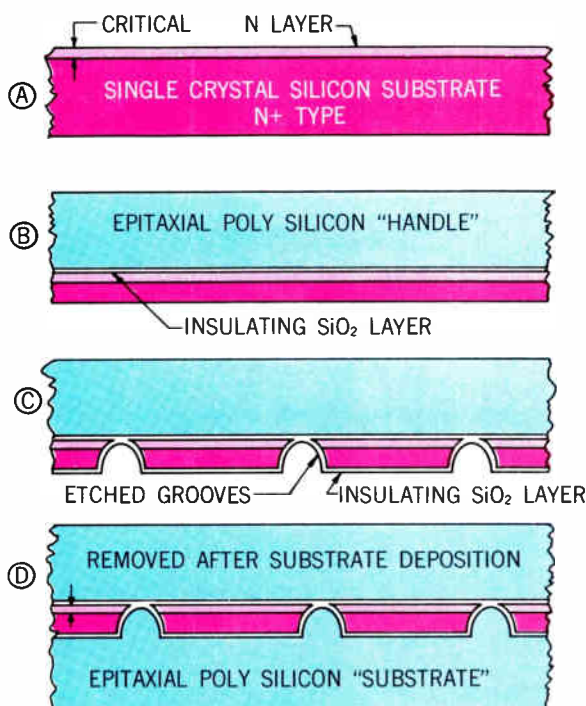 CRITICAL N LAYER
Ⓐ
SINGLE CRYSTAL SILICON SUBSTRATE
N+ TYPE
Ⓑ
EPITAXIAL POLY SILICON “HANDLE”
INSULATING SiO₂ LAYER
Ⓒ
ETCHED GROOVES INSULATING SiO₂ LAYER
Ⓓ
REMOVED AFTER SUBSTRATE DEPOSITION
EPITAXIAL POLY SILICON “SUBSTRATE”